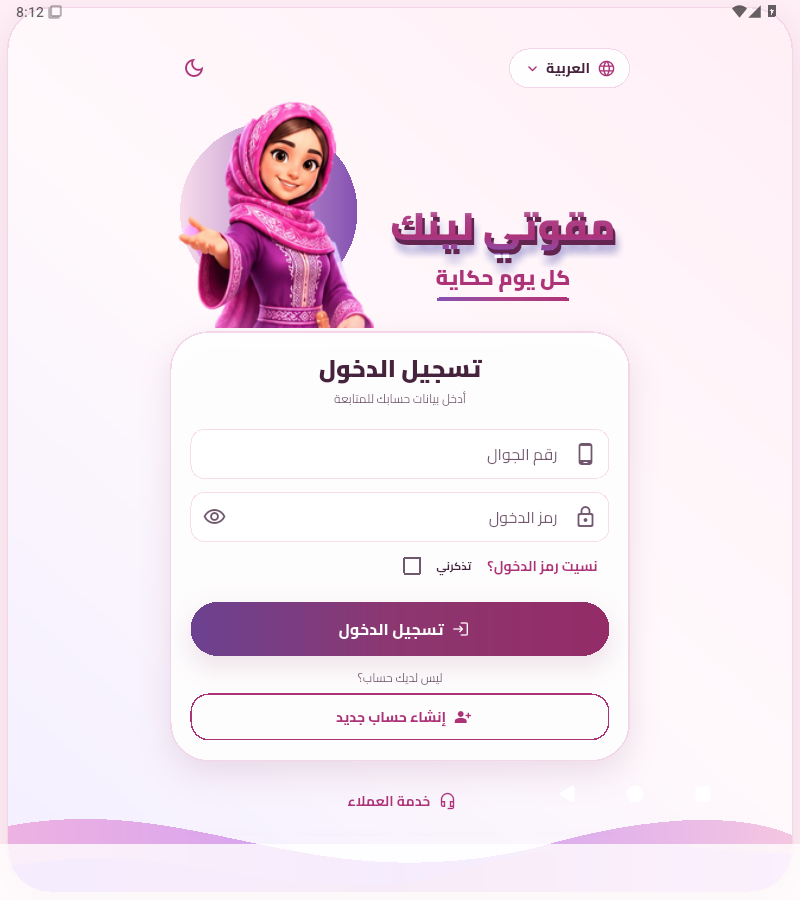 8:12
العربية
مقوتي لينك
كل يوم حكاية
تسجيل الدخول
أدخل بيانات حسابك للمتابعة
رقم الجوال
رمز الدخول
نسيت رمز الدخول؟ تذكرني
تسجيل الدخول
ليس لديك حساب؟
إنشاء حساب جديد
خدمة العملاء